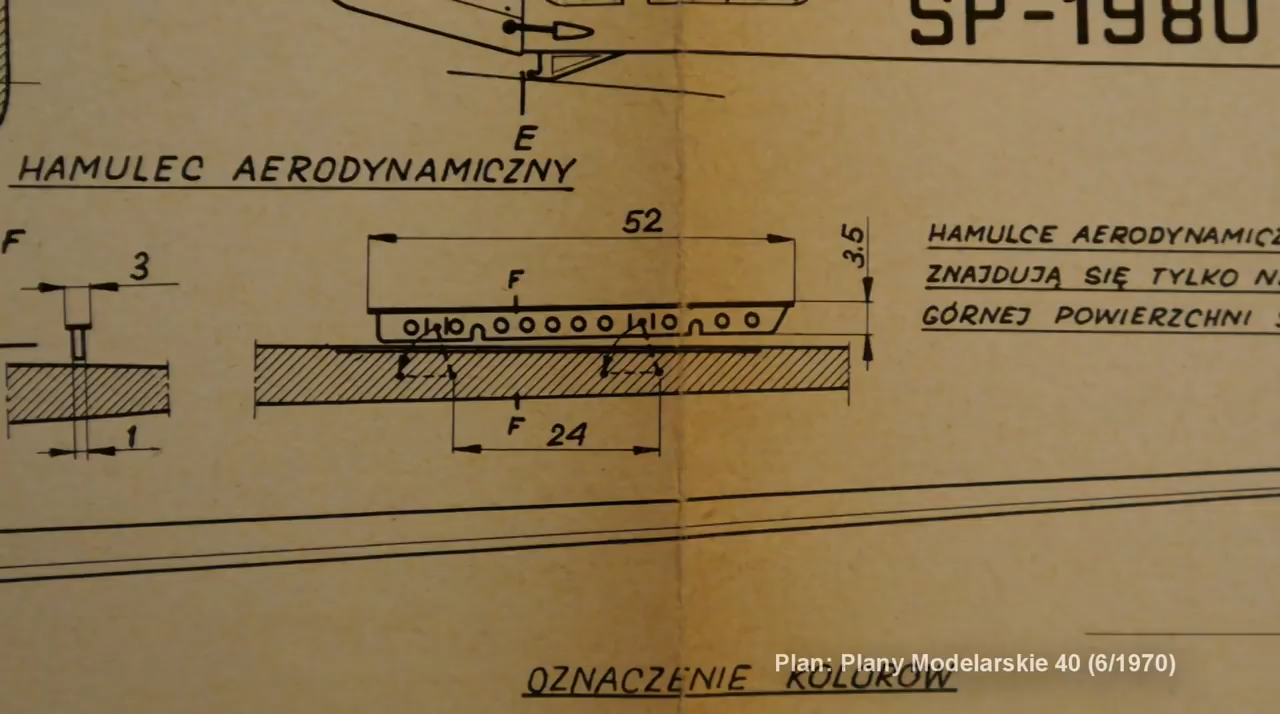 SP-1980
E
HAMULEC AERODYNAMICZNY
F
3
1
52
3.5
F
F
24
HAMULCE
ZNAJDUJĄ SIĘ TYLKO
GÓRNEJ POWIERZCHNI
Plan: Plany Modelarskie 40 (6/1970)
OZNACZENIE KOLORÓW